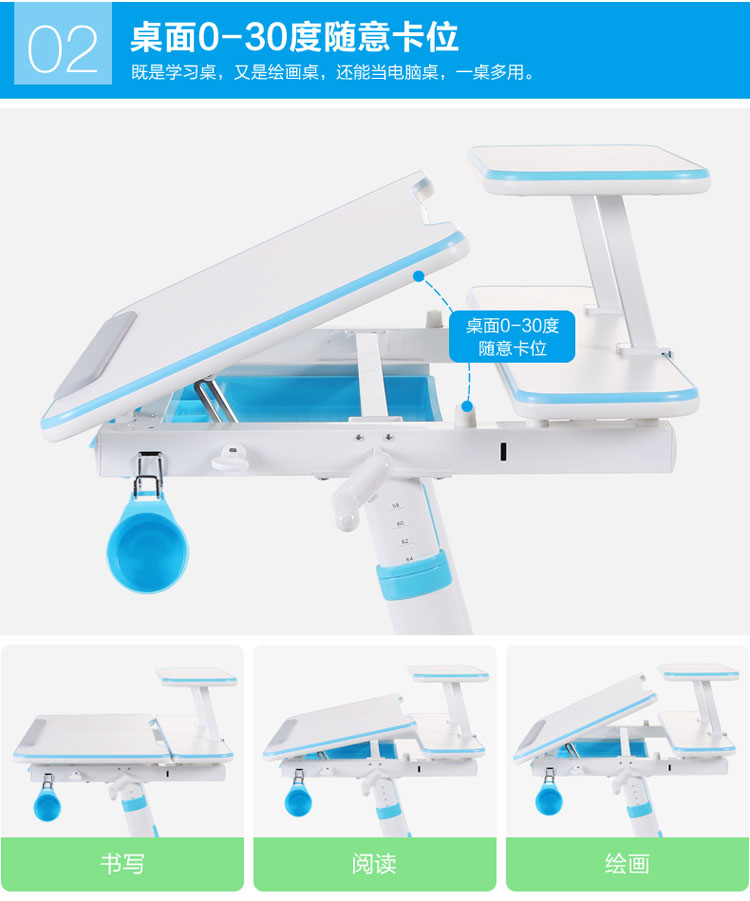 02
桌面0-30度随意卡位
既是学习桌，又是绘画桌，还能当电脑桌，一桌多用。
桌面0-30度
随意卡位
58
60
62
64
书写
阅读
绘画